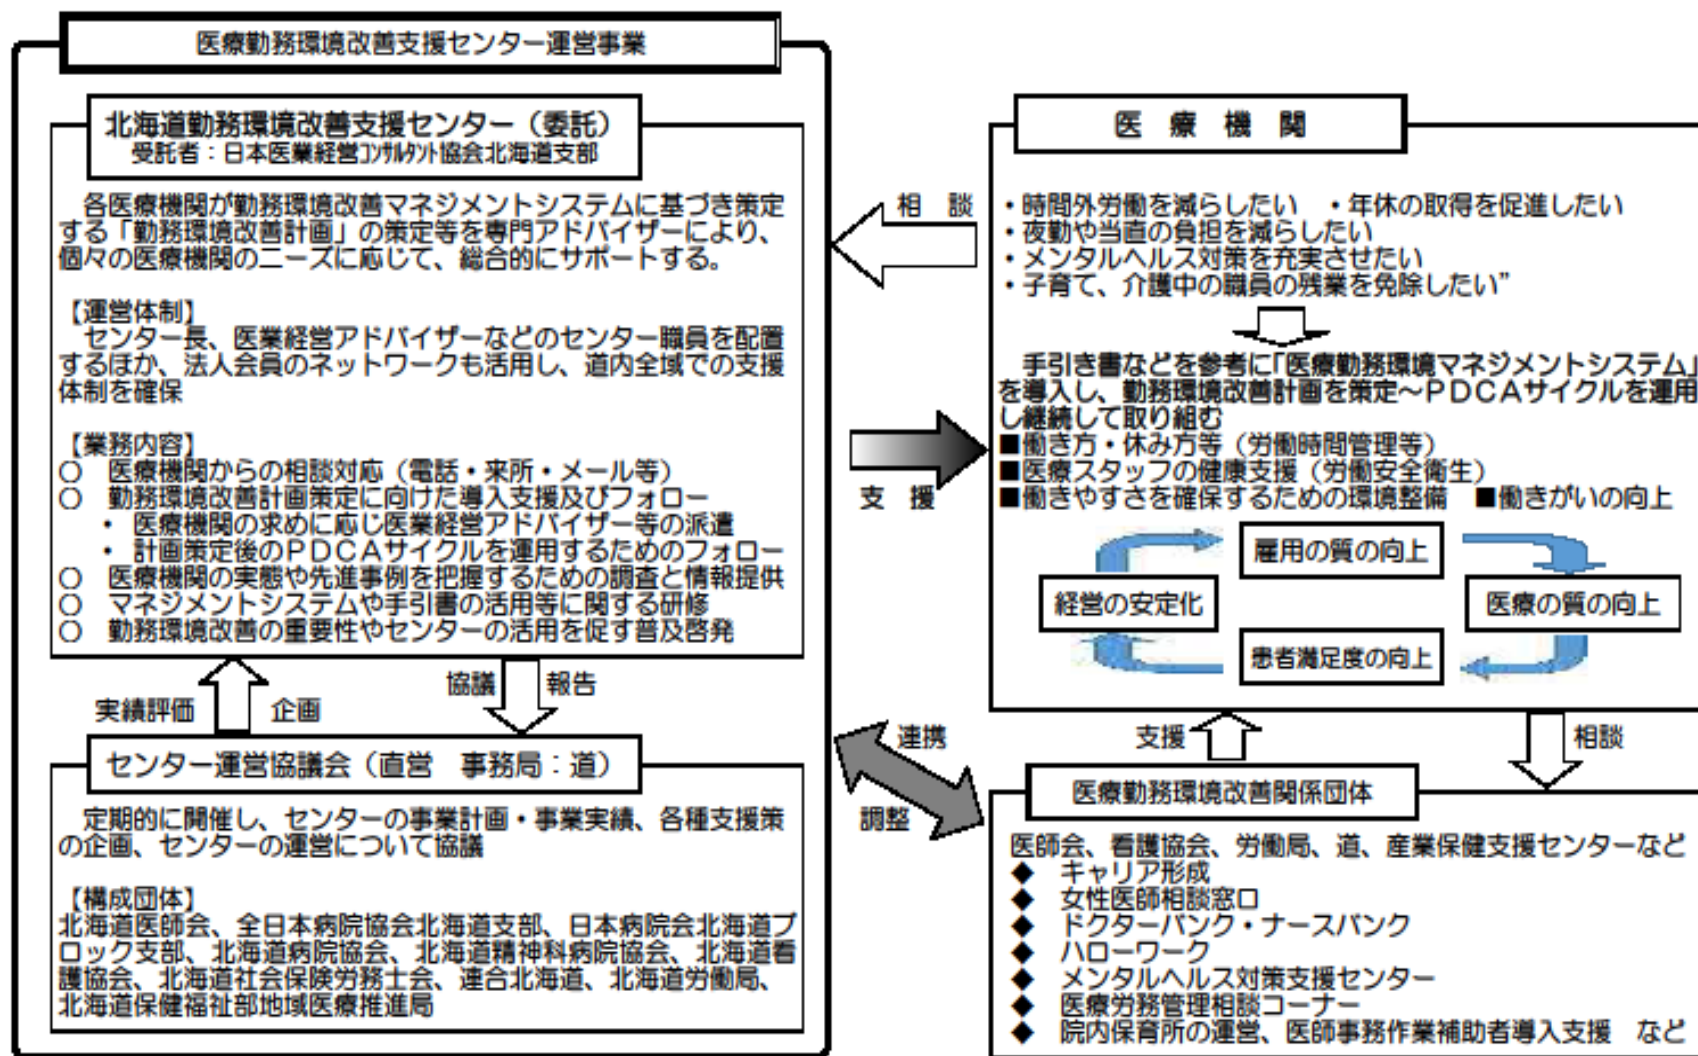 医療勤務環境改善支援センター運営事業
北海道勤務環境改善支援センター（委託）
受託者：日本医業経営ｺﾝｻﾙﾀﾝﾄ協会北海道支部
各医療機関が勤務環境改善マネジメントシステムに基づき策定
する「勤務環境改善計画」の策定等を専門アドバイザーにより、
個々の医療機関のニーズに応じて、総合的にサポートする。
【運営体制】
センター長、医業経営アドバイザーなどのセンター職員を配置
するほか、法人会員のネットワークも活用し、道内全域での支援
体制を確保
【業務内容】
○　医療機関からの相談対応（電話・来所・メール等）
○　勤務環境改善計画策定に向けた導入支援及びフォロー
・ 医療機関の求めに応じ医業経営アドバイザー等の派遣
・ 計画策定後のＰＤＣＡサイクルを運用するためのフォロー
○　医療機関の実態や先進事例を把握するための調査と情報提供
○　マネジメントシステムや手引書の活用等に関する研修
○　勤務環境改善の重要性やセンターの活用を促す普及啓発
実績評価
企画
協議
報告
センター運営協議会（直営　事務局：道）
定期的に開催し、センターの事業計画・事業実績、各種支援策
の企画、センターの運営について協議
【構成団体】
北海道医師会、全日本病院協会北海道支部、日本病院会北海道ブ
ロック支部、北海道病院協会、北海道精神科病院協会、北海道看
護協会、北海道社会保険労務士会、連合北海道、北海道労働局、
北海道保健福祉部地域医療推進局
相　談
支　援
連携
調整
医　療　機　関
・時間外労働を減らしたい　・年休の取得を促進したい
・夜勤や当直の負担を減らしたい
・メンタルヘルス対策を充実させたい
・子育て、介護中の職員の残業を免除したい”
手引き書などを参考に「医療勤務環境マネジメントシステム」
を導入し、勤務環境改善計画を策定～ＰＤＣＡサイクルを運用
し継続して取り組む
■働き方・休み方等（労働時間管理等）
■医療スタッフの健康支援（労働安全衛生）
■働きやすさを確保するための環境整備　■働きがいの向上
雇用の質の向上
経営の安定化
医療の質の向上
患者満足度の向上
支援
相談
医療勤務環境改善関係団体
医師会、看護協会、労働局、道、産業保健支援センターなど
◆　キャリア形成
◆　女性医師相談窓口
◆　ドクターバンク・ナースバンク
◆　ハローワーク
◆　メンタルヘルス対策支援センター
◆　医療労務管理相談コーナー
◆　院内保育所の運営、医師事務作業補助者導入支援　など